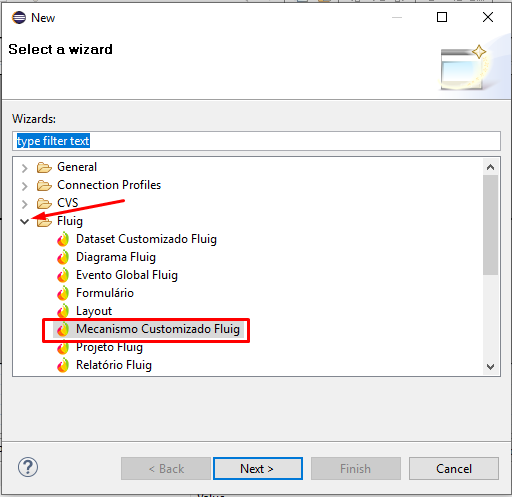 New
Select a wizard
Wizards:
type filter text
General
Connection Profiles
CVS
Fluig
Dataset Customizado Fluig
Diagrama Fluig
Evento Global Fluig
Formulário
Layout
Mecanismo Customizado Fluig
Projeto Fluig
Relatório Fluig
?
< Back
Next >
Finish
Cancel
Value